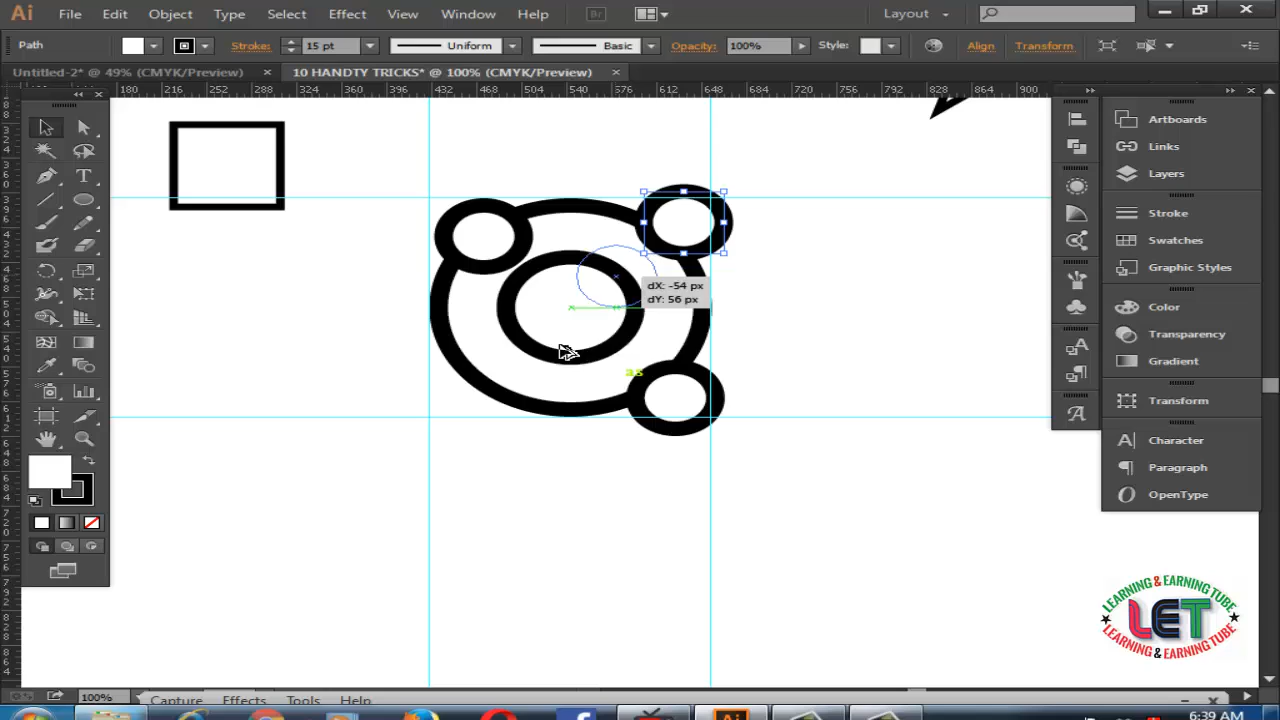 Ai File Edit Object Type Select Effect View Window Help Br Layout
Path Stroke: 15 pt Uniform Basic Opacity: 100% Style: Align Transform
Untitled-2* @ 49% (CMYK/Preview) × 10 HANDTY TRICKS* @ 100% (CMYK/Preview) ×
180 216 252 288 324 360 396 432 468 504 540 576 612 648 684 720 756 792 828 864 900
Artboards
Links
Layers
Stroke
Swatches
Graphic Styles
Color
Transparency
Gradient
Transform
Character
Paragraph
OpenType
dX: -54 px
dY: 56 px
LEARNING & EARNING TUBE
LET
LEARNING & EARNING TUBE
100%
Capture Effects Tools Help
Ai
6:39 AM